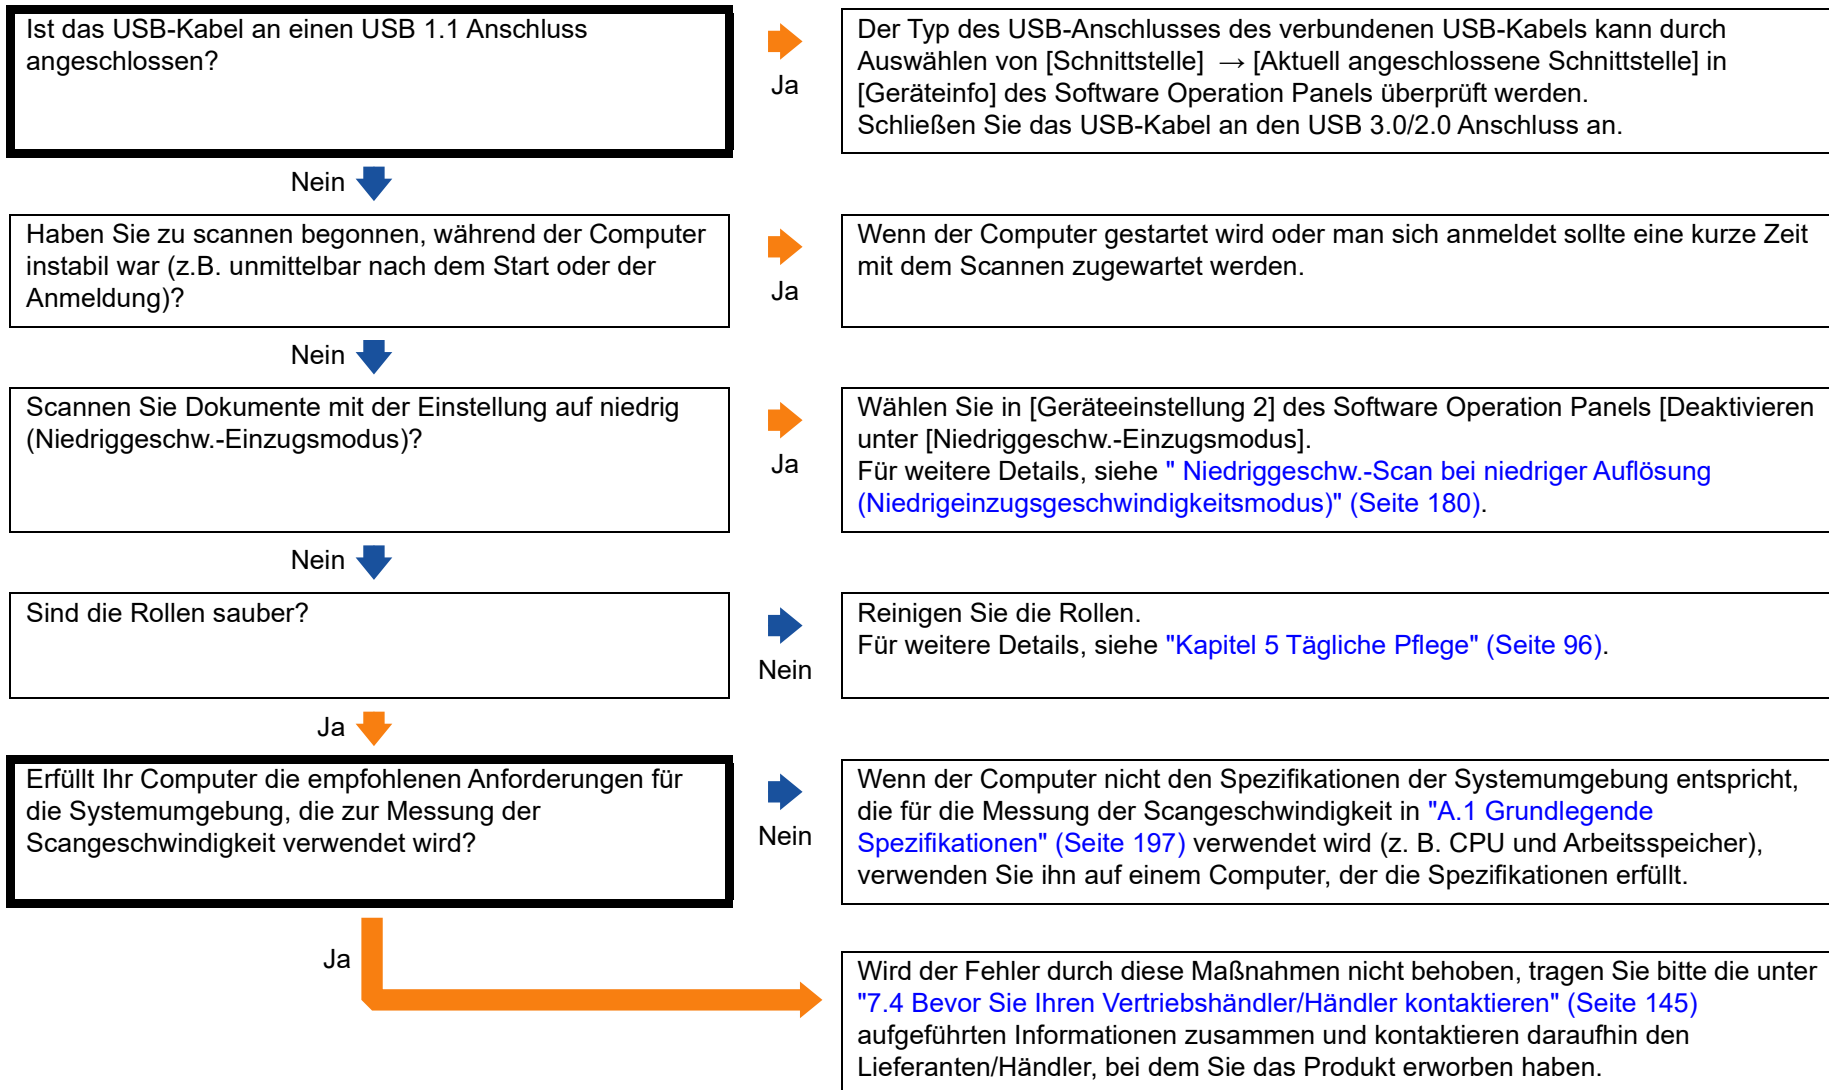 Ist das USB-Kabel an einen USB 1.1 Anschluss
angeschlossen?
Ja
Der Typ des USB-Anschlusses des verbundenen USB-Kabels kann durch
Auswählen von [Schnittstelle] → [Aktuell angeschlossene Schnittstelle] in
[Geräteinfo] des Software Operation Panels überprüft werden.
Schließen Sie das USB-Kabel an den USB 3.0/2.0 Anschluss an.
Nein
Haben Sie zu scannen begonnen, während der Computer
instabil war (z.B. unmittelbar nach dem Start oder der
Anmeldung)?
Ja
Wenn der Computer gestartet wird oder man sich anmeldet sollte eine kurze Zeit
mit dem Scannen zugewartet werden.
Nein
Scannen Sie Dokumente mit der Einstellung auf niedrig
(Niedriggeschw.-Einzugsmodus)?
Ja
Wählen Sie in [Geräteeinstellung 2] des Software Operation Panels [Deaktivieren
unter [Niedriggeschw.-Einzugsmodus].
Für weitere Details, siehe " Niedriggeschw.-Scan bei niedriger Auflösung
(Niedrigeinzugsgeschwindigkeitsmodus)" (Seite 180).
Nein
Sind die Rollen sauber?
Nein
Reinigen Sie die Rollen.
Für weitere Details, siehe "Kapitel 5 Tägliche Pflege" (Seite 96).
Ja
Erfüllt Ihr Computer die empfohlenen Anforderungen für
die Systemumgebung, die zur Messung der
Scangeschwindigkeit verwendet wird?
Nein
Wenn der Computer nicht den Spezifikationen der Systemumgebung entspricht,
die für die Messung der Scangeschwindigkeit in "A.1 Grundlegende
Spezifikationen" (Seite 197) verwendet wird (z. B. CPU und Arbeitsspeicher),
verwenden Sie ihn auf einem Computer, der die Spezifikationen erfüllt.
Ja
Wird der Fehler durch diese Maßnahmen nicht behoben, tragen Sie bitte die unter
"7.4 Bevor Sie Ihren Vertriebshändler/Händler kontaktieren" (Seite 145)
aufgeführten Informationen zusammen und kontaktieren daraufhin den
Lieferanten/Händler, bei dem Sie das Produkt erworben haben.